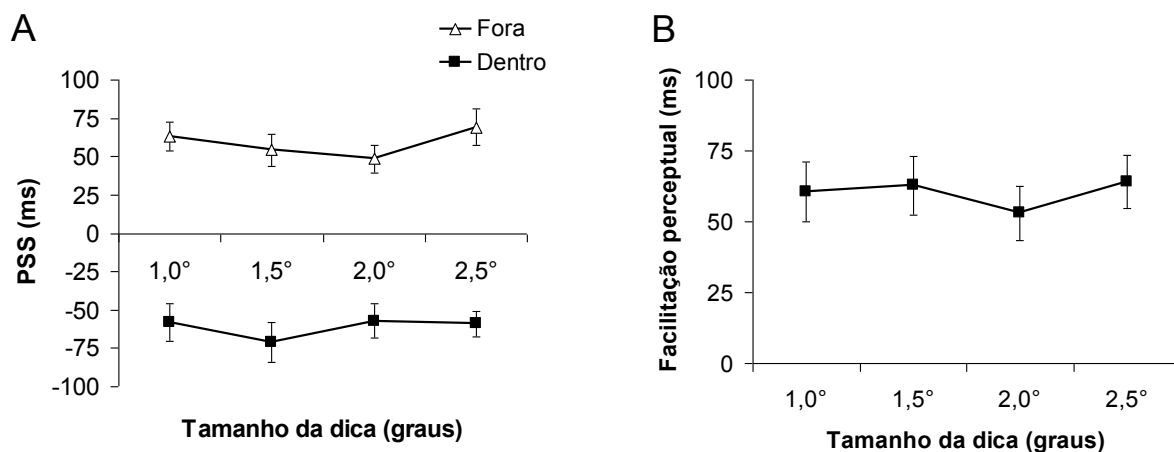 A
Fora
Dentro
PSS (ms)
100
75
50
25
0
-25
-50
-75
-100
1,0° 1,5° 2,0° 2,5°
Tamanho da dica (graus)
B
Facilitação perceptual (ms)
100
75
50
25
0
1,0° 1,5° 2,0° 2,5°
Tamanho da dica (graus)